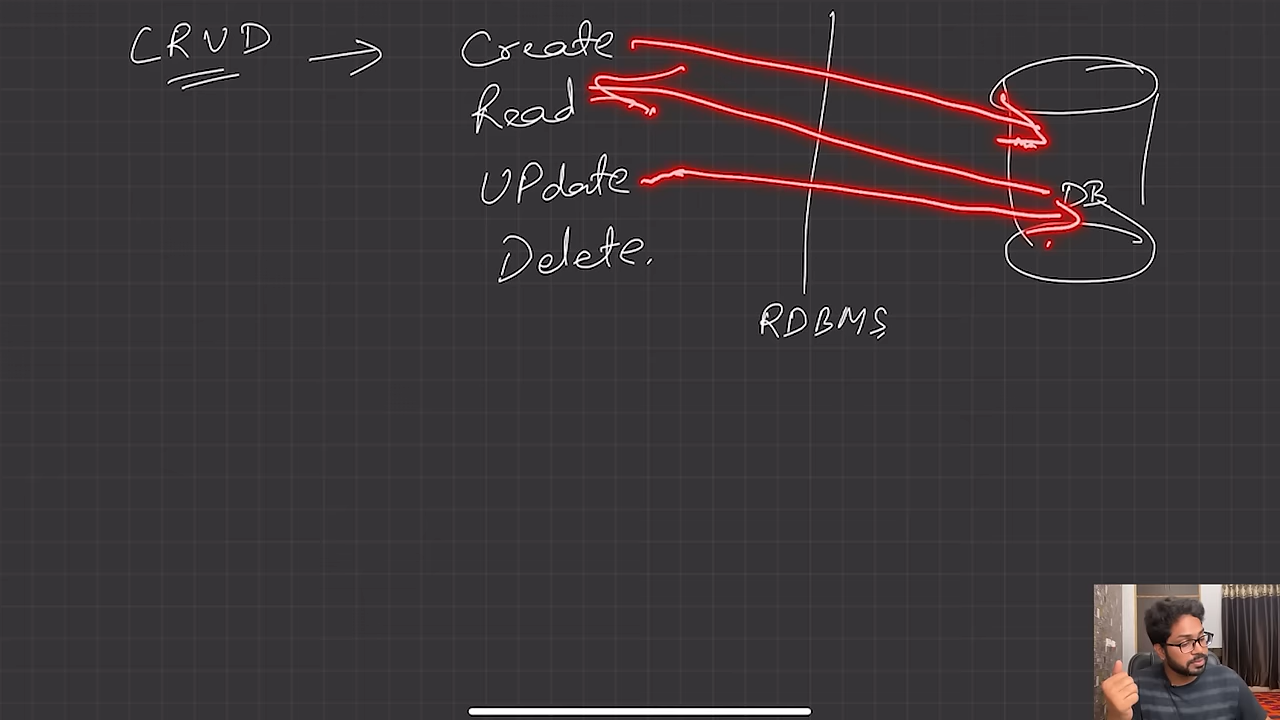 CRUD → Create
Read
UPdate
Delete.
DB
RDBMS